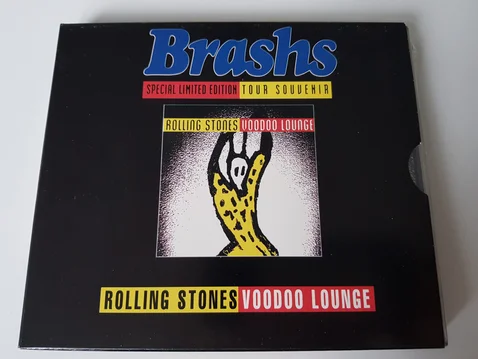 Brashs
SPECIAL LIMITED EDITION TOUR SOUVENIR
ROLLING STONES VOODOO LOUNGE
ROLLING STONES VOODOO LOUNGE